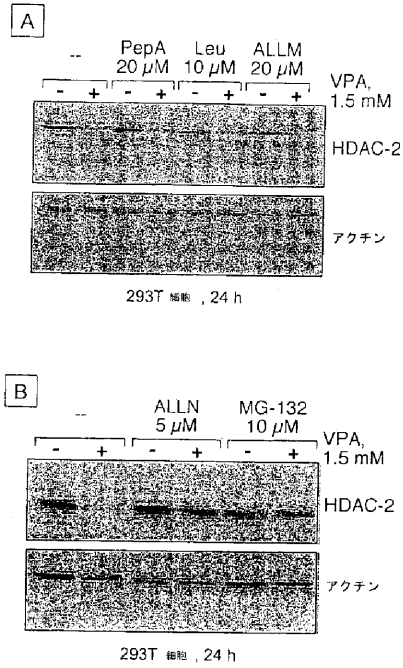 A
-- PepA Leu ALLM
20 µM 10 µM 20 µM
VPA,
1.5 mM
- + - + - + - +
HDAC-2
アクチン
293T 細胞 , 24 h
B
-- ALLN MG-132
5 µM 10 µM
VPA,
1.5 mM
- + - + - +
HDAC-2
アクチン
293T 細胞 , 24 h